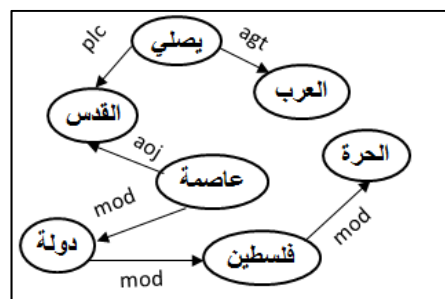 يصلي
plc
agt
القدس
العرب
aoj
الحرة
عاصمة
mod
دولة
فلسطين
mod
mod